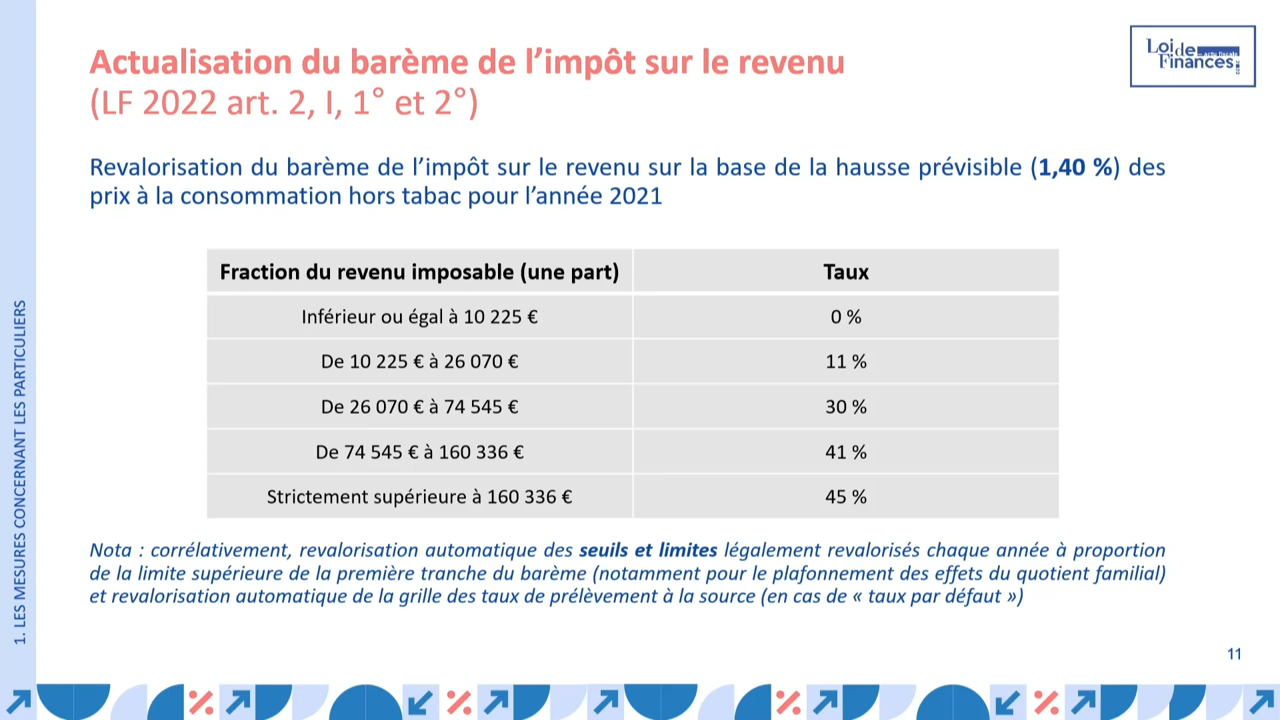 Actualisation du barème de l’impôt sur le revenu
(LF 2022 art. 2, I, 1° et 2°)
Loi de
Finances
Revalorisation du barème de l’impôt sur le revenu sur la base de la hausse prévisible (1,40 %) des
prix à la consommation hors tabac pour l’année 2021
Fraction du revenu imposable (une part) Taux
Inférieur ou égal à 10 225 € 0 %
De 10 225 € à 26 070 € 11 %
De 26 070 € à 74 545 € 30 %
De 74 545 € à 160 336 € 41 %
Strictement supérieure à 160 336 € 45 %
Nota : corrélativement, revalorisation automatique des seuils et limites légalement revalorisés chaque année à proportion
de la limite supérieure de la première tranche du barème (notamment pour le plafonnement des effets du quotient familial)
et revalorisation automatique de la grille des taux de prélèvement à la source (en cas de « taux par défaut »)
1. LES MESURES CONCERNANT LES PARTICULIERS
11